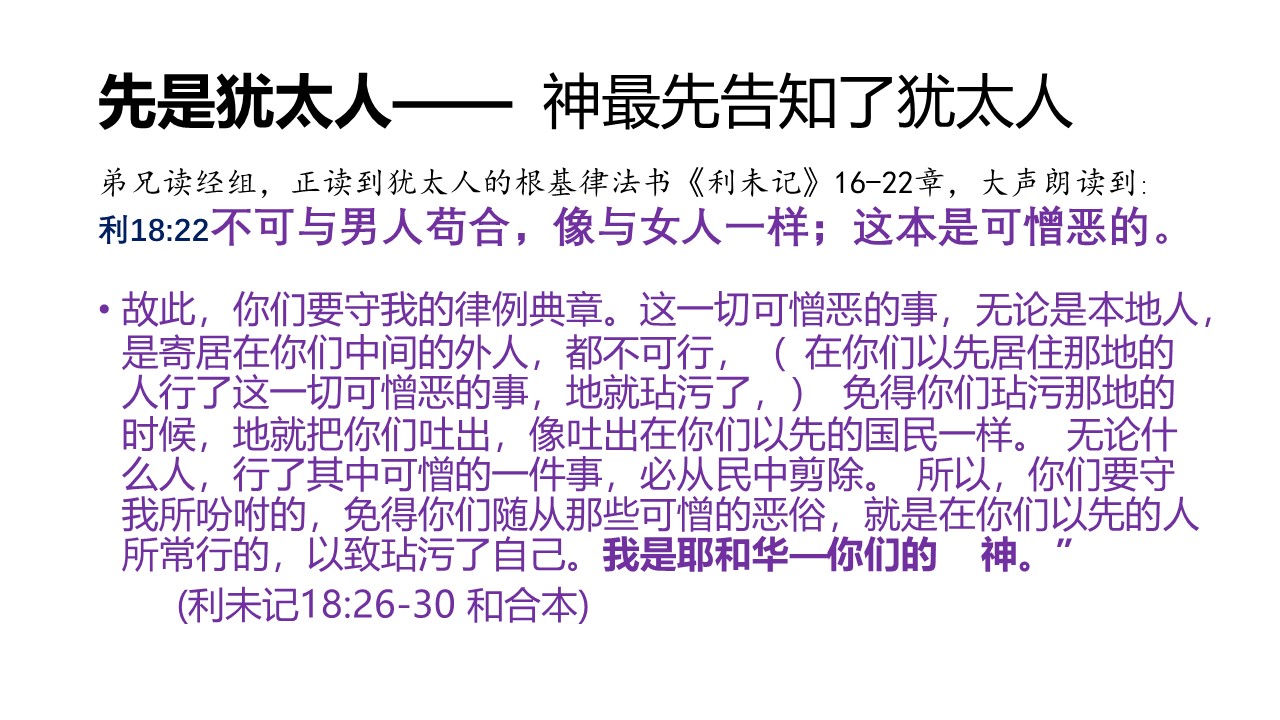 先是犹太人—— 神最先告知了犹太人
弟兄读经组，正读到犹太人的根基律法书《利未记》16-22章，大声朗读到:
利18:22不可与男人苟合，像与女人一样；这本是可憎恶的。
• 故此，你们要守我的律例典章。这一切可憎恶的事，无论是本地人，
是寄居在你们中间的外人，都不可行，（ 在你们以先居住那地的
人行了这一切可憎恶的事，地就玷污了，） 免得你们玷污那地的
时候，地就把你们吐出，像吐出在你们以先的国民一样。 无论什
么人，行了其中可憎的一件事，必从民中剪除。 所以，你们要守
我所吩咐的，免得你们随从那些可憎的恶俗，就是在你们以先的人
所常行的，以致玷污了自己。我是耶和华—你们的 神。”
(利未记18:26-30 和合本)